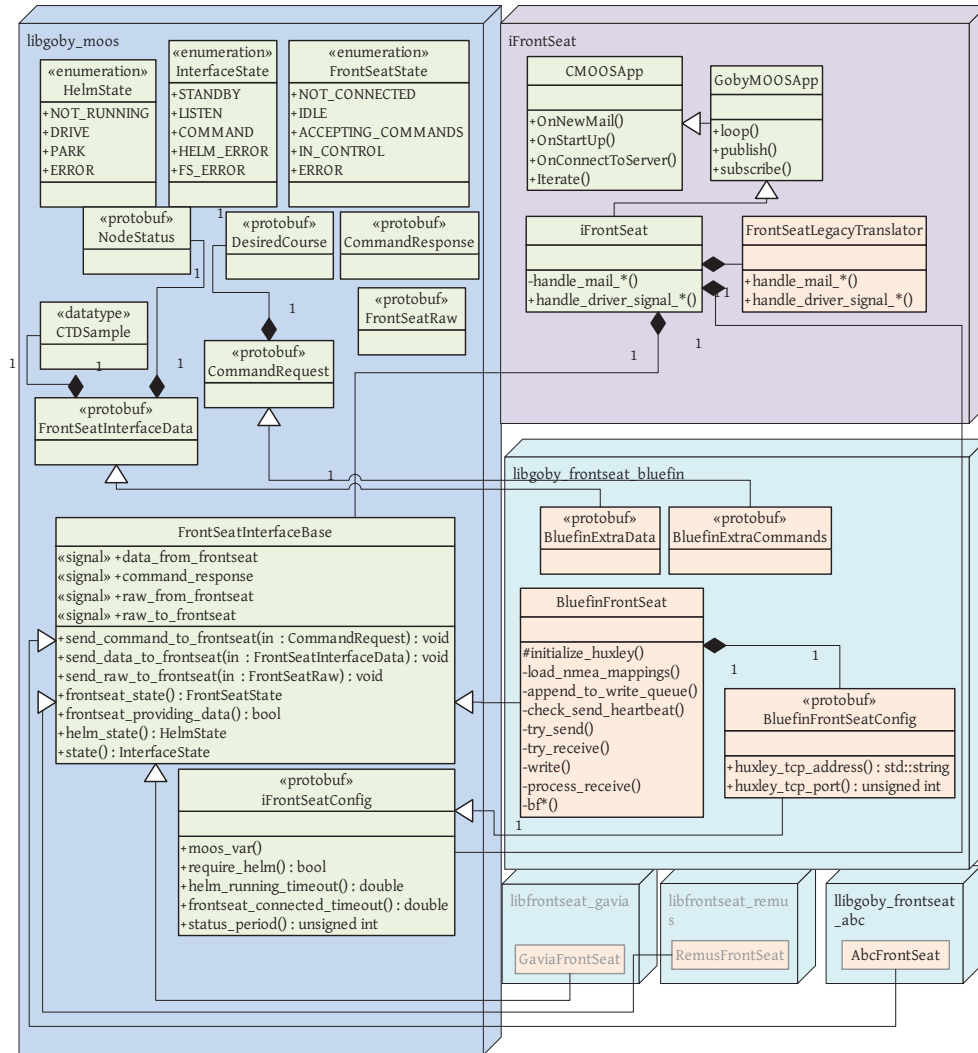 libgoby_moos
«enumeration»
HelmState
+NOT_RUNNING
+DRIVE
+PARK
+ERROR
«enumeration»
InterfaceState
+STANDBY
+LISTEN
+COMMAND
+HELM_ERROR
+FS_ERROR
«enumeration»
FrontSeatState
+NOT_CONNECTED
+IDLE
+ACCEPTING_COMMANDS
+IN_CONTROL
+ERROR
«protobuf»
NodeStatus
1
1
«protobuf»
DesiredCourse
1
«protobuf»
CommandResponse
«protobuf»
FrontSeatRaw
«datatype»
CTDSample
1
1
1
«protobuf»
CommandRequest
«protobuf»
FrontSeatInterfaceData
1
FrontSeatInterfaceBase
«signal» +data_from_frontseat
«signal» +command_response
«signal» +raw_from_frontseat
«signal» +raw_to_frontseat
+send_command_to_frontseat(in : CommandRequest) : void
+send_data_to_frontseat(in : FrontSeatInterfaceData) : void
+send_raw_to_frontseat(in : FrontSeatRaw) : void
+frontseat_state() : FrontSeatState
+frontseat_providing_data() : bool
+helm_state() : HelmState
+state() : InterfaceState
«protobuf»
iFrontSeatConfig
+moos_var()
+require_helm() : bool
+helm_running_timeout() : double
+frontseat_connected_timeout() : double
+status_period() : unsigned int
iFrontSeat
CMOOSApp
+OnNewMail()
+OnStartUp()
+OnConnectToServer()
+Iterate()
GobyMOOSApp
+loop()
+publish()
+subscribe()
iFrontSeat
-handle_mail_*()
+handle_driver_signal_*()
FrontSeatLegacyTranslator
+handle_mail_*()
+handle_driver_signal_*()
1
1
1
1
libgoby_frontseat_bluefin
«protobuf»
BluefinExtraData
«protobuf»
BluefinExtraCommands
BluefinFrontSeat
#initialize_huxley()
-load_nmea_mappings()
-append_to_write_queue()
-check_send_heartbeat()
-try_send()
-try_receive()
-write()
-process_receive()
-bf*()
1
1
«protobuf»
BluefinFrontSeatConfig
+huxley_tcp_address() : std::string
+huxley_tcp_port() : unsigned int
1
libfrontseat_gavia
GaviaFrontSeat
libfrontseat_remu
s
RemusFrontSeat
llibgoby_frontseat
_abc
AbcFrontSeat